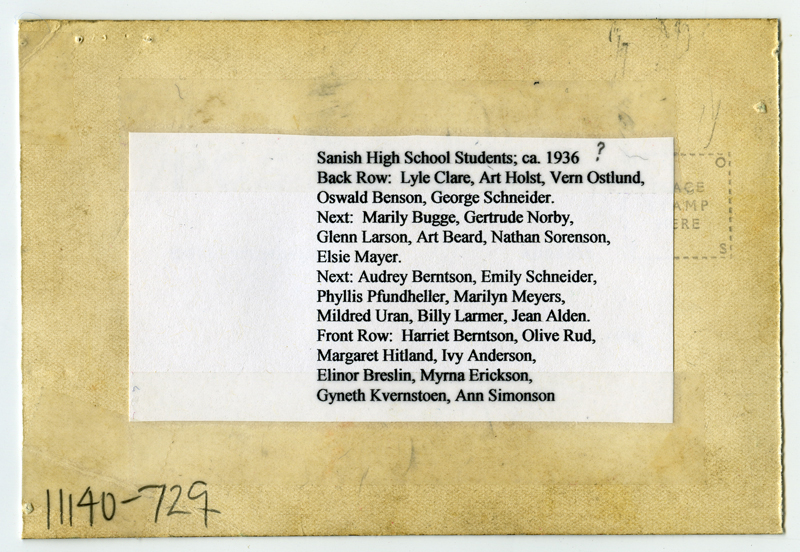 Sanish High School Students; ca. 1936 ?
Back Row: Lyle Clare, Art Holst, Vern Ostlund,
Oswald Benson, George Schneider.
Next: Marily Bugge, Gertrude Norby,
Glenn Larson, Art Beard, Nathan Sorenson,
Elsie Mayer.
Next: Audrey Berntson, Emily Schneider,
Phyllis Pfundheller, Marilyn Meyers,
Mildred Uran, Billy Larmer, Jean Alden.
Front Row: Harriet Berntson, Olive Rud,
Margaret Hitland, Ivy Anderson,
Elinor Breslin, Myrna Erickson,
Gyneth Kvernstoen, Ann Simonson
O
ACE
AMP
ERE
S
11140-729